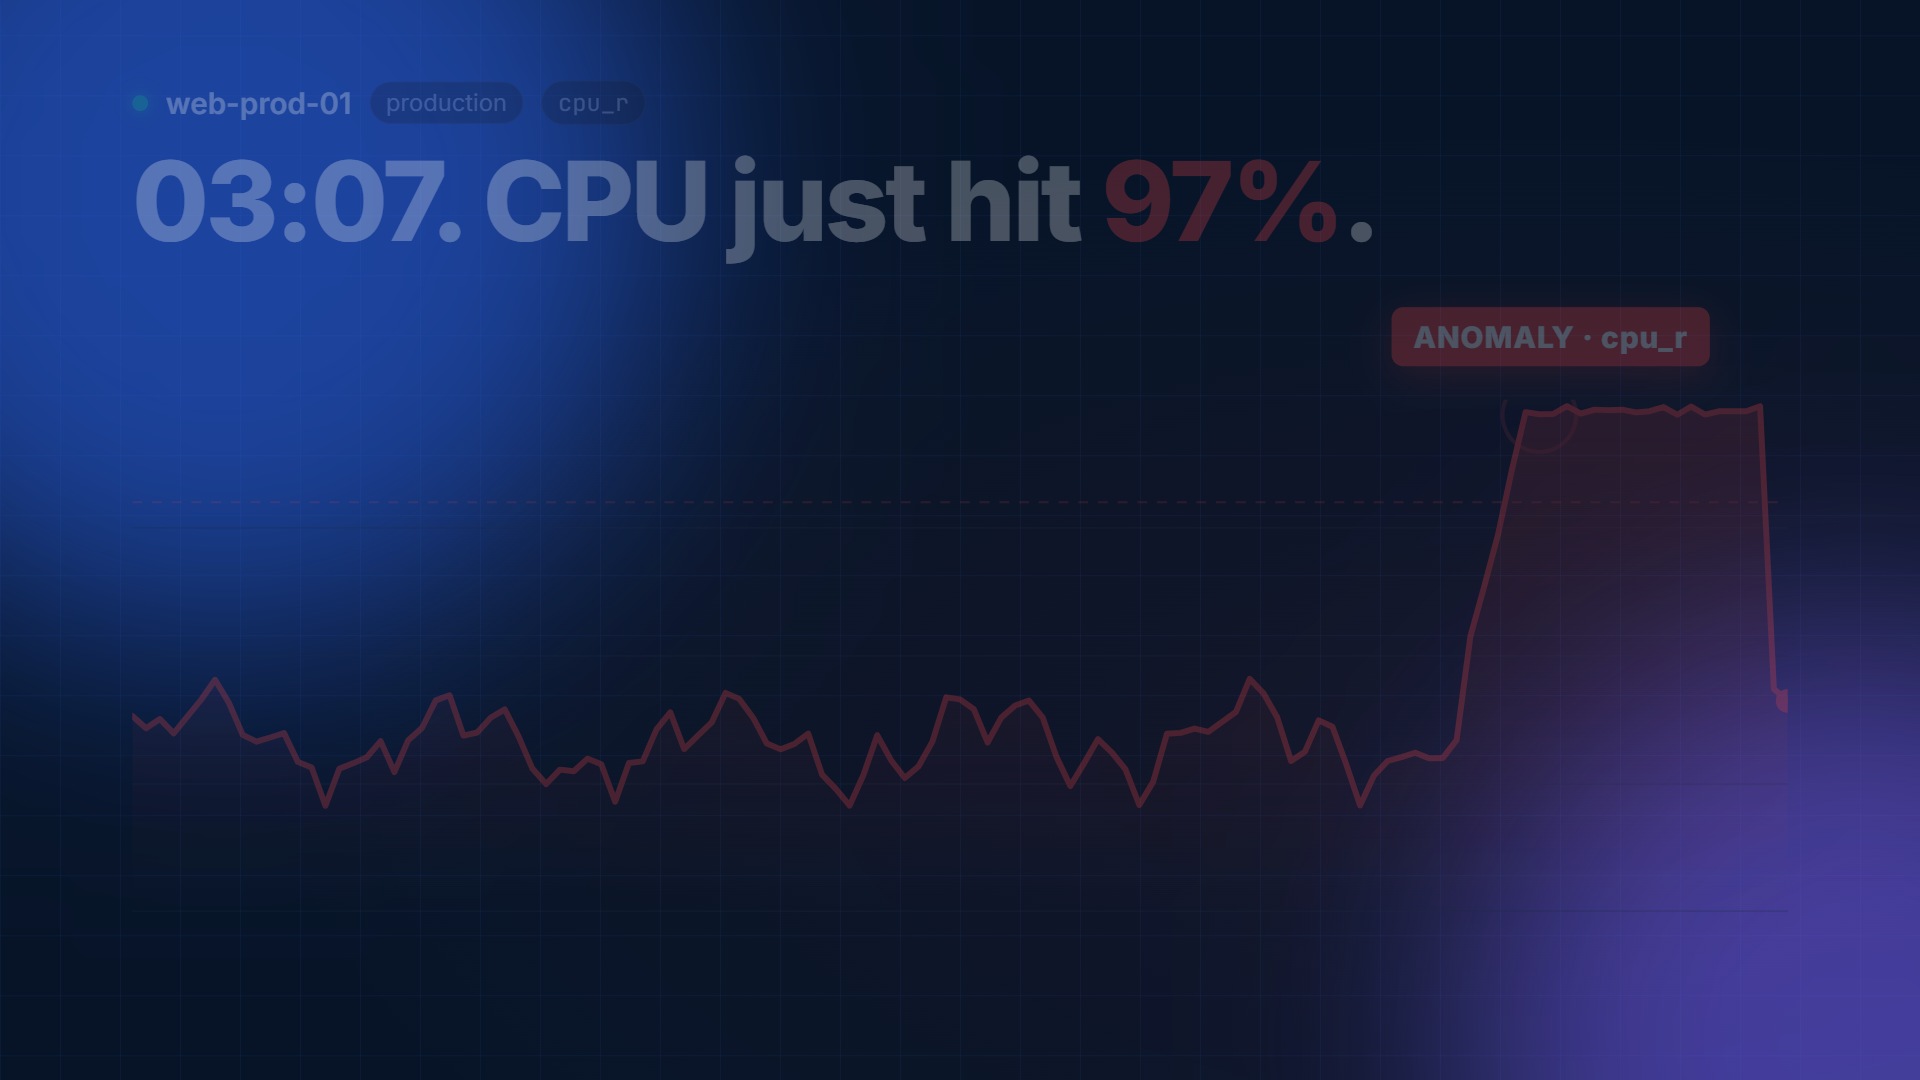 web-prod-01 production cpu_r
03:07. CPU just hit 97%.
ANOMALY · cpu_r